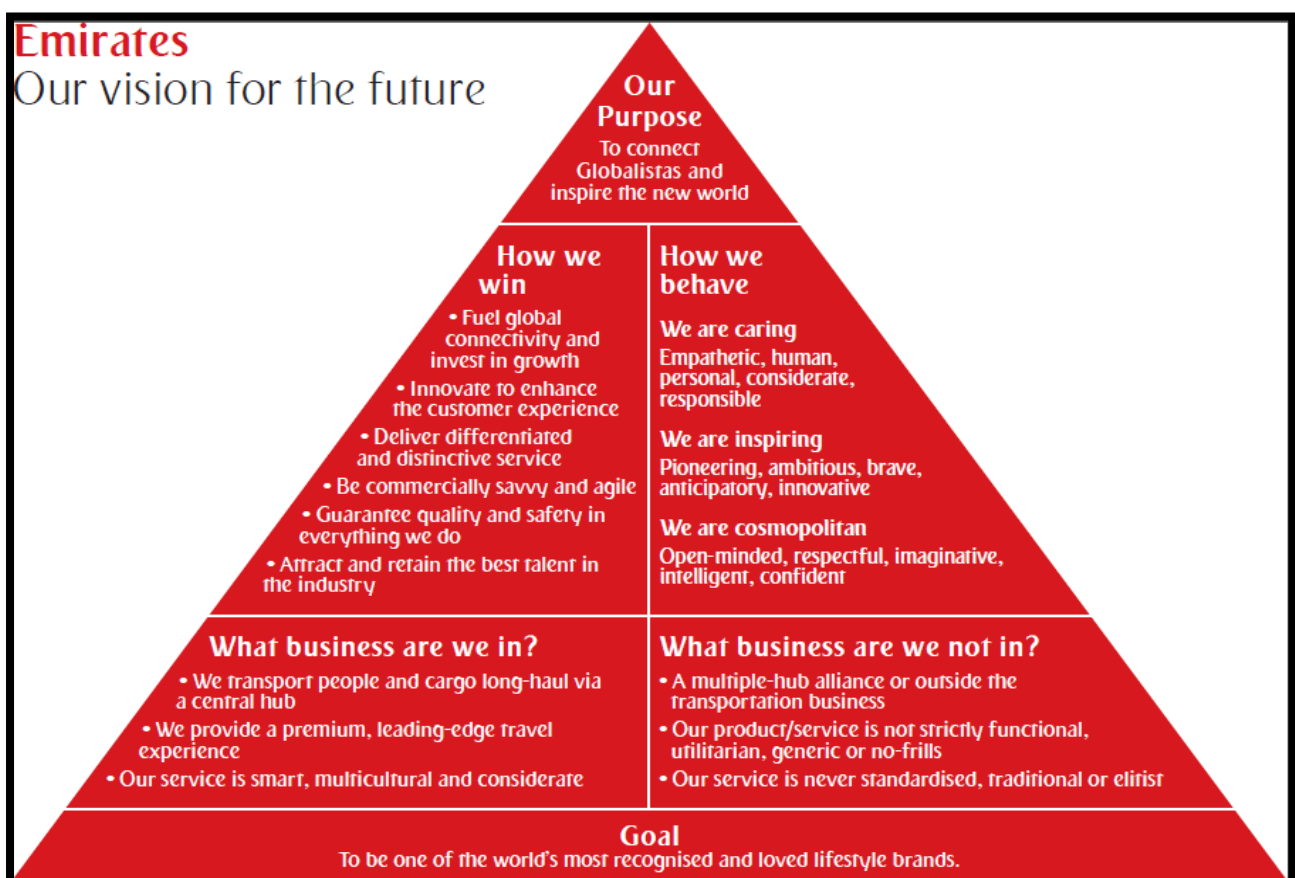 Emirates
Our vision for the future
Our
Purpose
To connect
Globalistas and
inspire the new world
How we
win
• Fuel global
connectivity and
invest in growth
• Innovate to enhance
the customer experience
• Deliver differentiated
and distinctive service
• Be commercially savvy and agile
• Guarantee quality and safety in
everything we do
• Attract and retain the best talent in
the industry
How we
behave
We are caring
Empathetic, human,
personal, considerate,
responsible
We are inspiring
Pioneering, ambitious, brave,
anticipatory, innovative
We are cosmopolitan
Open-minded, respectful, imaginative,
intelligent, confident
What business are we in?
• We transport people and cargo long-haul via
a central hub
• We provide a premium, leading-edge travel
experience
• Our service is smart, multicultural and considerate
What business are we not in?
• A multiple-hub alliance or outside the
transportation business
• Our product/service is not strictly functional,
utilitarian, generic or no-frills
• Our service is never standardised, traditional or elitist
Goal
To be one of the world's most recognised and loved lifestyle brands.